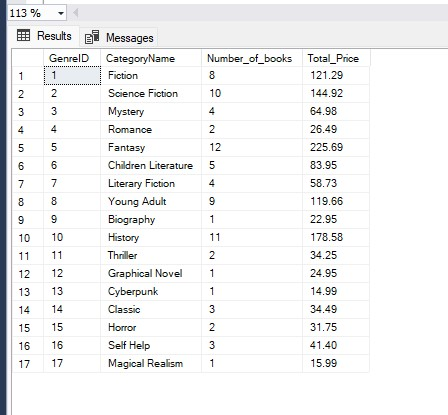 113 %
Results Messages
GenreID CategoryName Number_of_books Total_Price
1 1 Fiction 8 121.29
2 2 Science Fiction 10 144.92
3 3 Mystery 4 64.98
4 4 Romance 2 26.49
5 5 Fantasy 12 225.69
6 6 Children Literature 5 83.95
7 7 Literary Fiction 4 58.73
8 8 Young Adult 9 119.66
9 9 Biography 1 22.95
10 10 History 11 178.58
11 11 Thriller 2 34.25
12 12 Graphical Novel 1 24.95
13 13 Cyberpunk 1 14.99
14 14 Classic 3 34.49
15 15 Horror 2 31.75
16 16 Self Help 3 41.40
17 17 Magical Realism 1 15.99